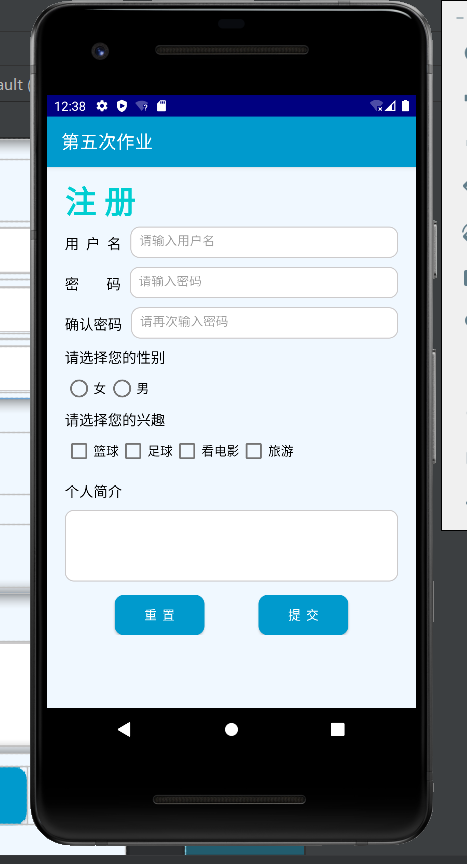 ault (
12:38
第五次作业
注 册
用 户 名 请输入用户名
密 码 请输入密码
确认密码 请再次输入密码
请选择您的性别
女 男
请选择您的兴趣
篮球 足球 看电影 旅游
个人简介
重 置 提 交